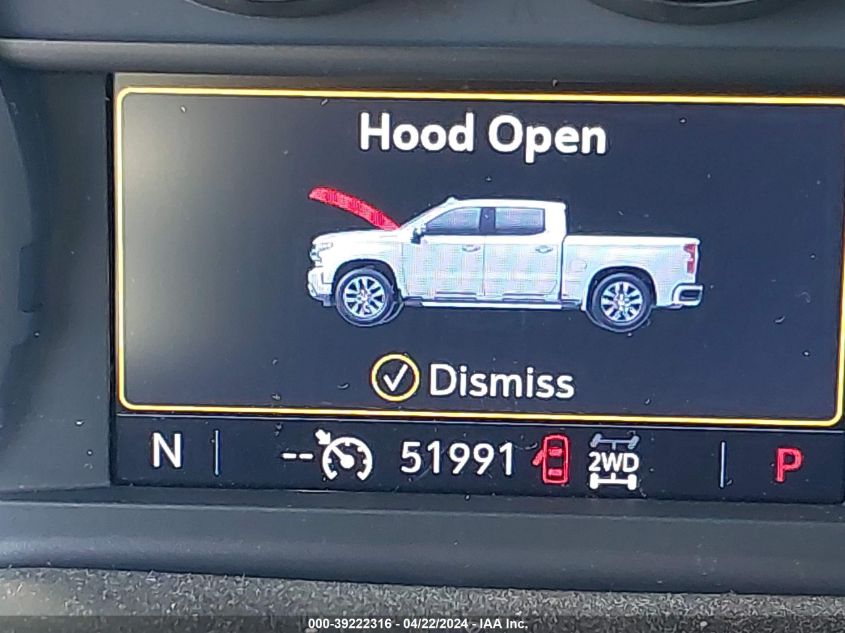 Hood Open
Dismiss
N -- 51991 2WD P
000-39222316 - 04/22/2024 - IAA Inc.